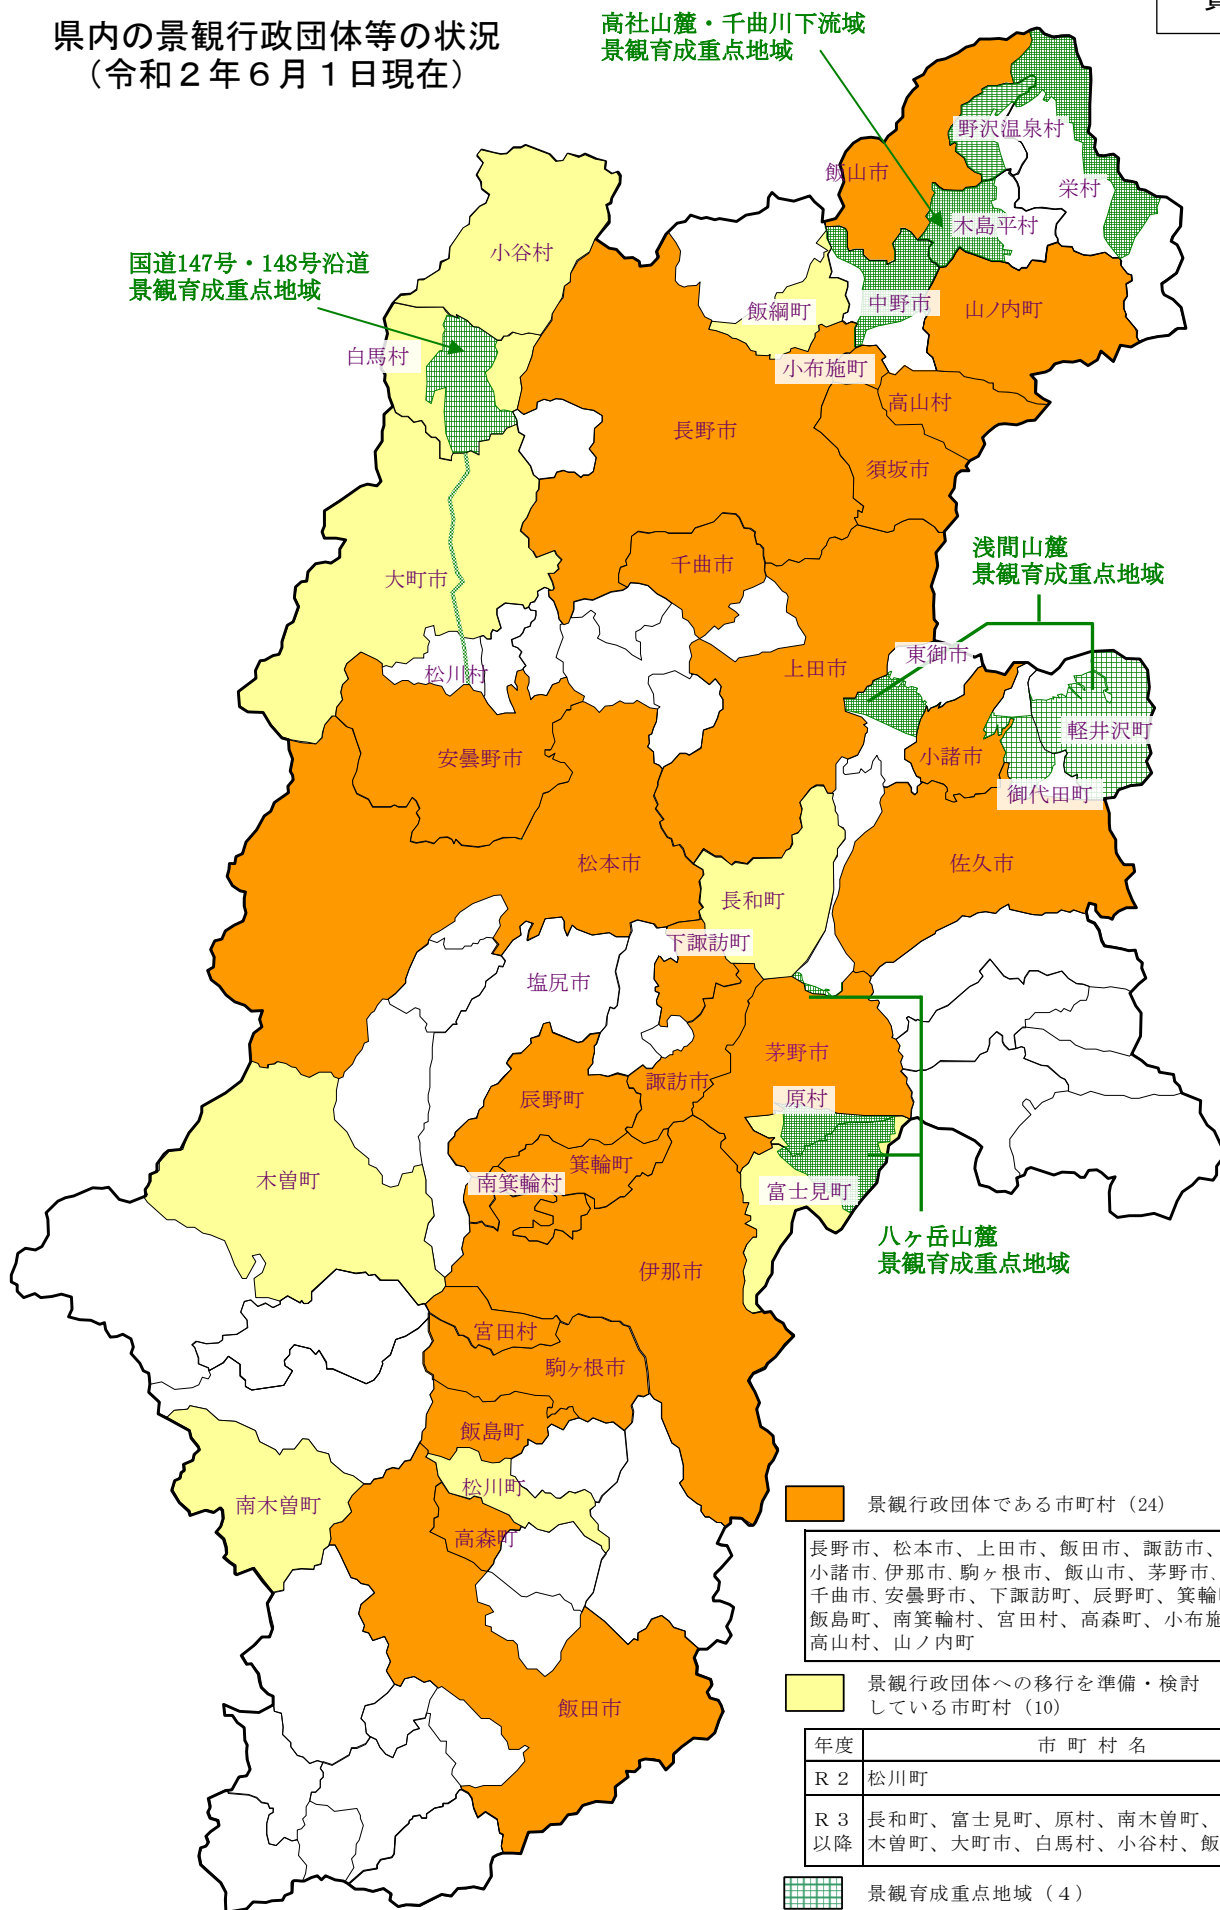 県内の景観行政団体等の状況
（令和２年６月１日現在）
高社山麓・千曲川下流域
景観育成重点地域
野沢温泉村
飯山市
栄村
木島平村
小谷村
国道147号・148号沿道
景観育成重点地域
飯綱町
中野市
山ノ内町
白馬村
小布施町
高山村
長野市
須坂市
浅間山麓
景観育成重点地域
千曲市
大町市
東御市
松川村
上田市
軽井沢町
安曇野市
小諸市
御代田町
松本市
佐久市
長和町
下諏訪町
塩尻市
茅野市
諏訪市
辰野町
原村
箕輪町
木曽町
南箕輪村
富士見町
八ヶ岳山麓
景観育成重点地域
伊那市
宮田村
駒ヶ根市
飯島町
松川町
南木曽町
高森町
飯田市
景観行政団体である市町村（24）
長野市、松本市、上田市、飯田市、諏訪市、
小諸市、伊那市、駒ヶ根市、飯山市、茅野市、
千曲市、安曇野市、下諏訪町、辰野町、箕輪
飯島町、南箕輪村、宮田村、高森町、小布施
高山村、山ノ内町
景観行政団体への移行を準備・検討
している市町村（10）
年度 市 町 村 名
Ｒ２ 松川町
Ｒ３ 長和町、富士見町、原村、南木曽町、
以降 木曽町、大町市、白馬村、小谷村、飯
景観育成重点地域（４）